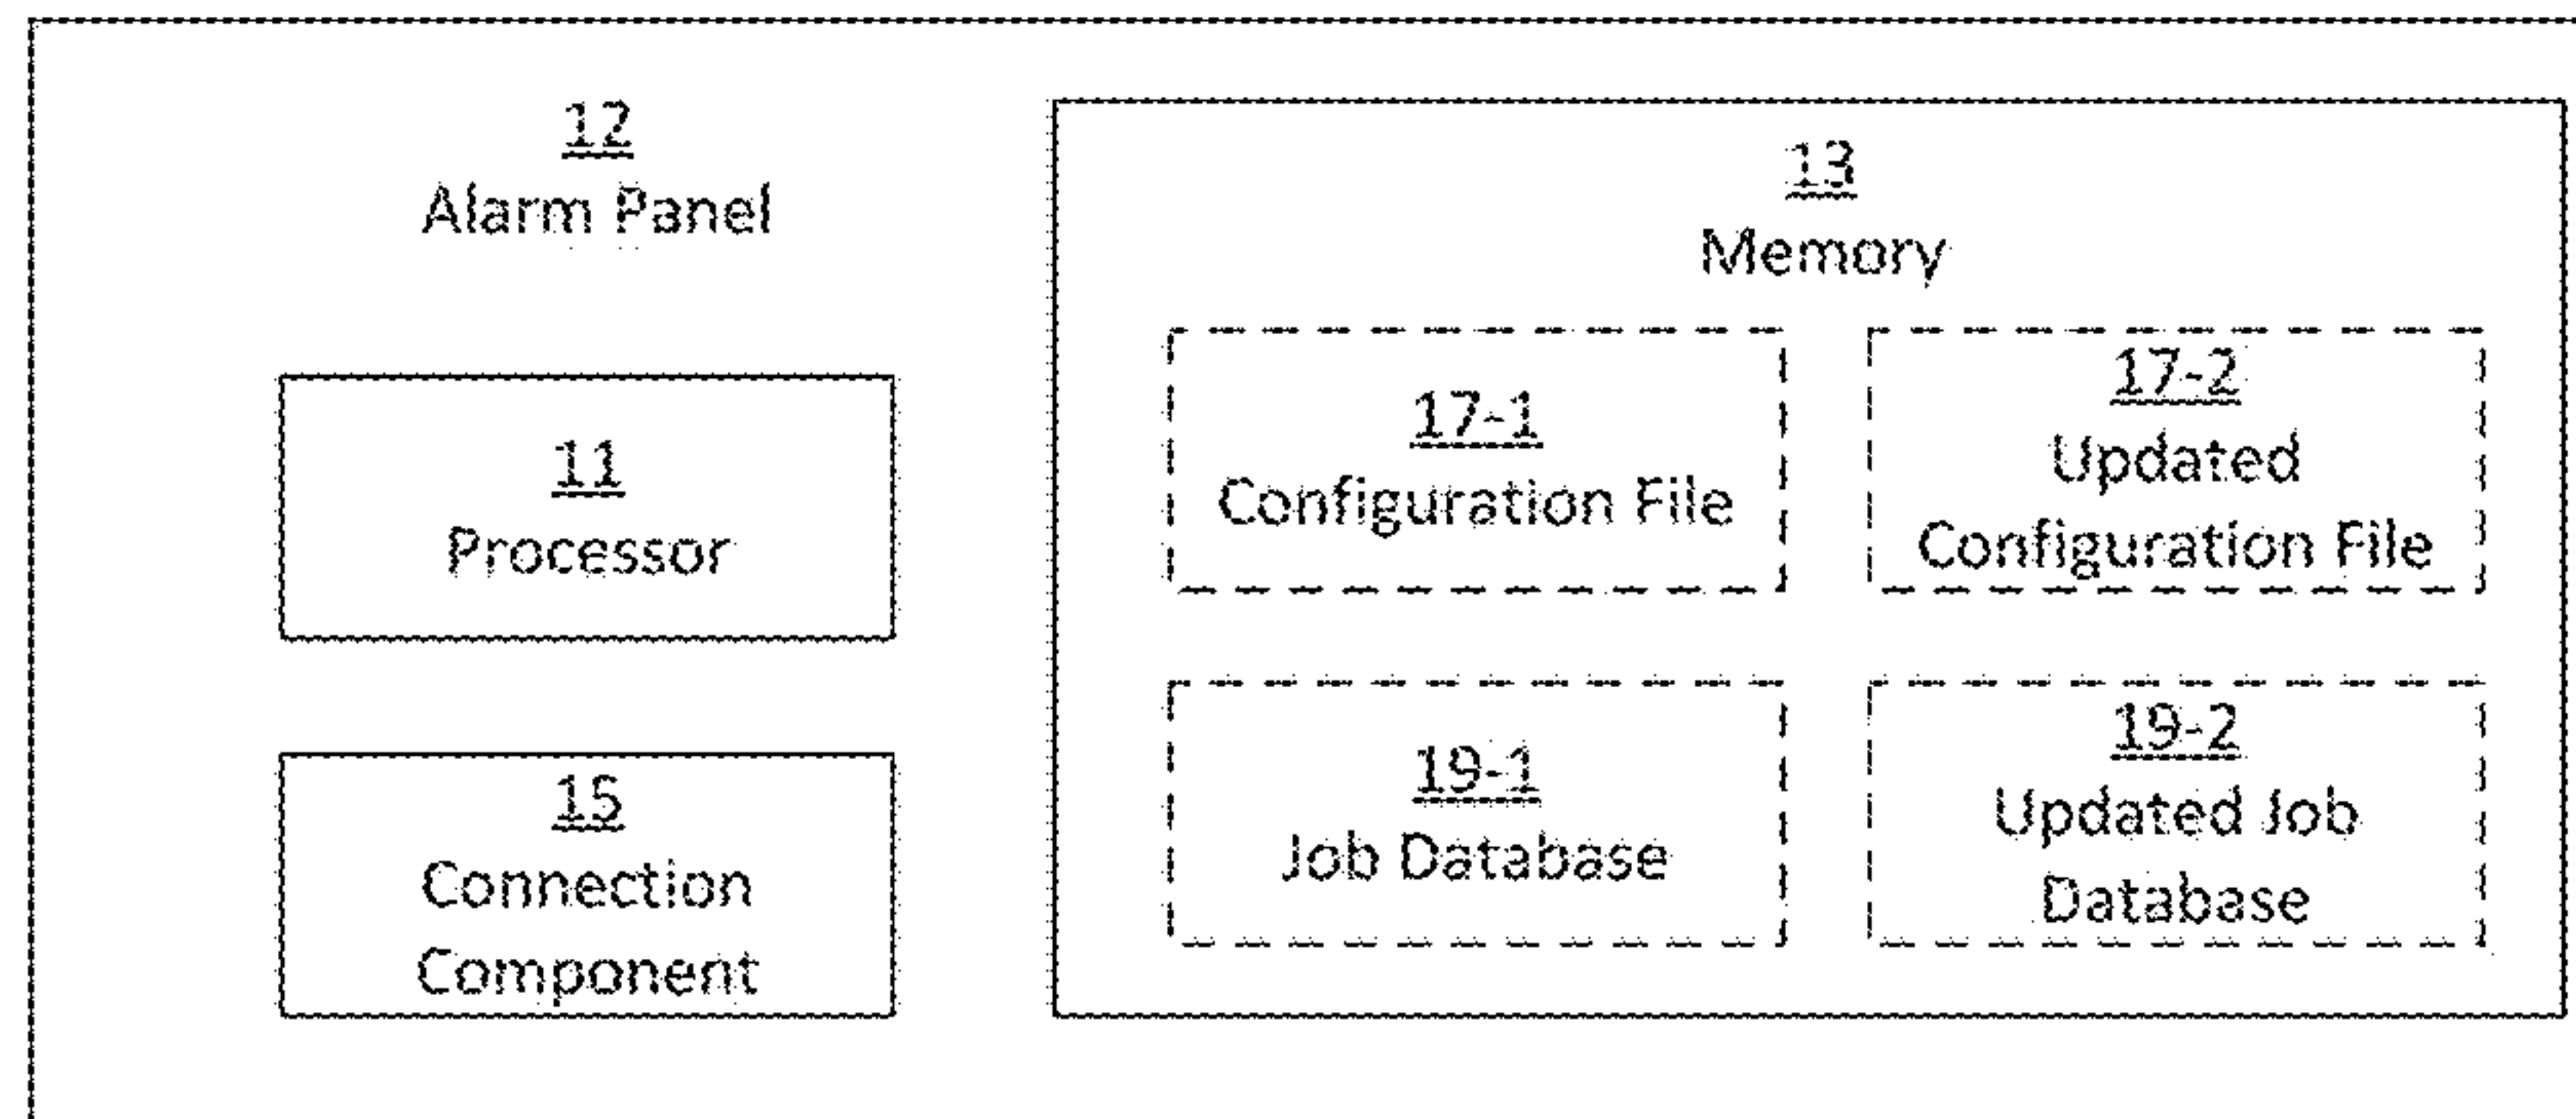 12
Alarm Panel
11
Processor
15
Connection
Component
13
Memory
17-1
Configuration File
17-2
Updated
Configuration File
19-1
Job Database
19-2
Updated Job
Database